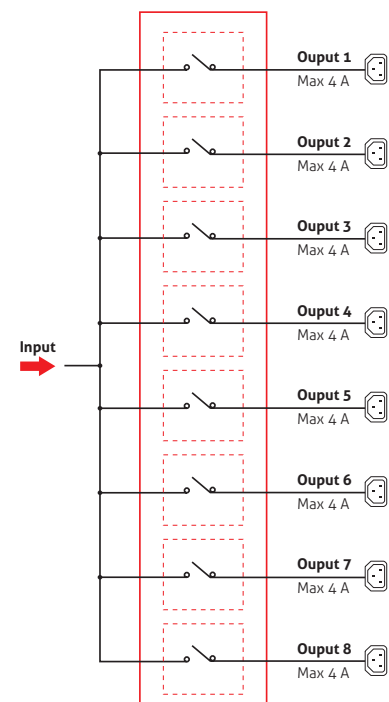 Ouput 1
Max 4 A
Ouput 2
Max 4 A
Ouput 3
Max 4 A
Ouput 4
Max 4 A
Input
Ouput 5
Max 4 A
Ouput 6
Max 4 A
Ouput 7
Max 4 A
Ouput 8
Max 4 A